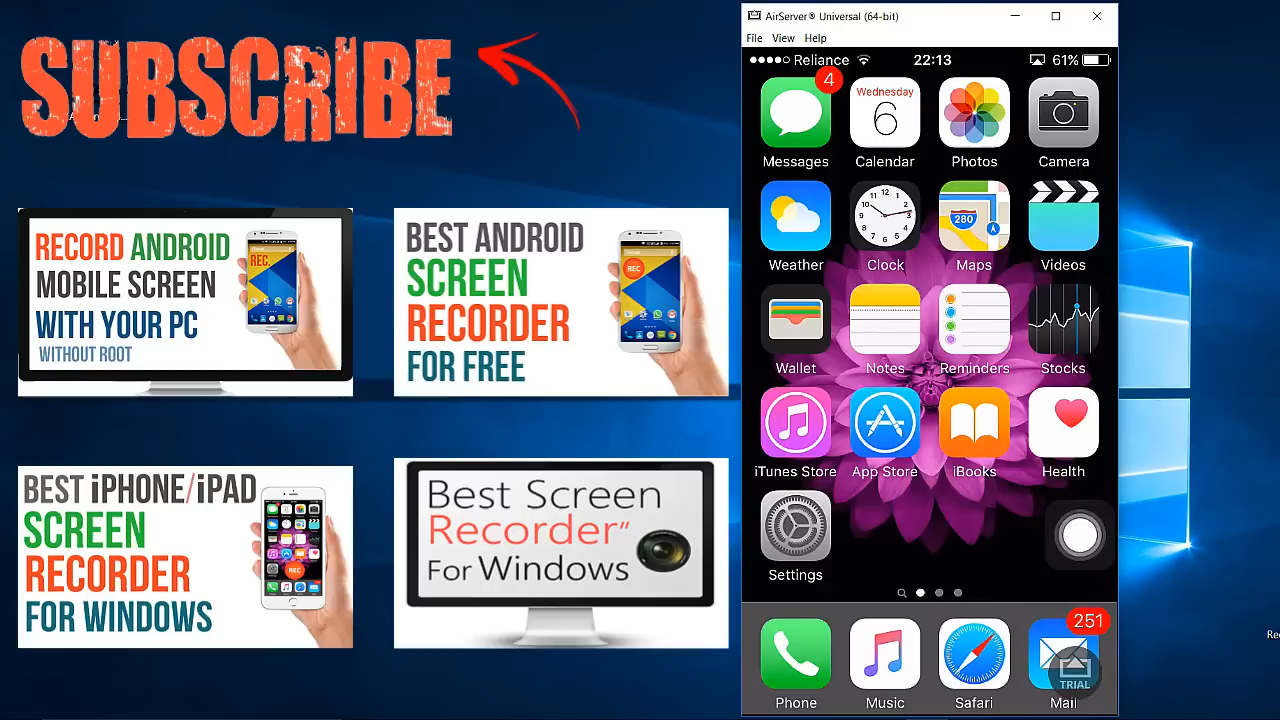 SUBSCRIBE
RECORD ANDROID
MOBILE SCREEN
WITH YOUR PC
WITHOUT ROOT
REC.
BEST ANDROID
SCREEN
RECORDER
FOR FREE
REC
BEST iPHONE/iPAD
SCREEN
RECORDER
FOR WINDOWS
REC
Best Screen
Recorder”
For Windows
AirServer® Universal (64-bit)
File View Help
Reliance 22:13 61%
4
Wednesday
6
Messages Calendar Photos Camera
280
Weather Clock Maps Videos
Wallet Notes Reminders Stocks
iTunes Store App Store iBooks Health
Settings
251
TRIAL
Phone Music Safari Mail